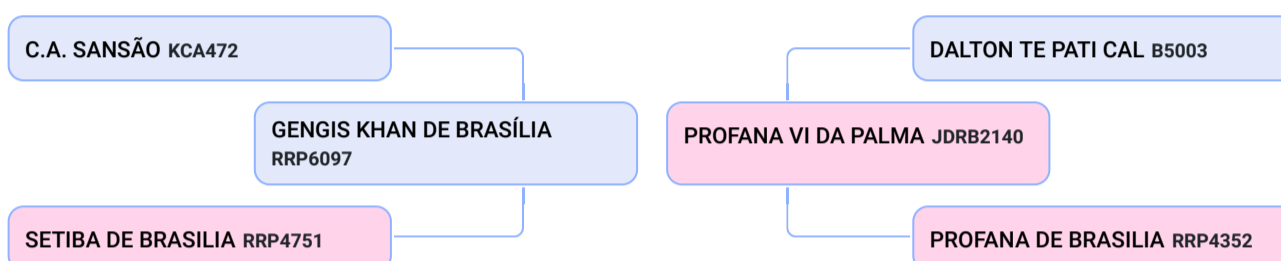 C.A. SANSÃO KCA472
DALTON TE PATI CAL B5003
GENGIS KHAN DE BRASÍLIA
RRP6097
PROFANA VI DA PALMA JDRB2140
SETIBA DE BRASILIA RRP4751
PROFANA DE BRASILIA RRP4352